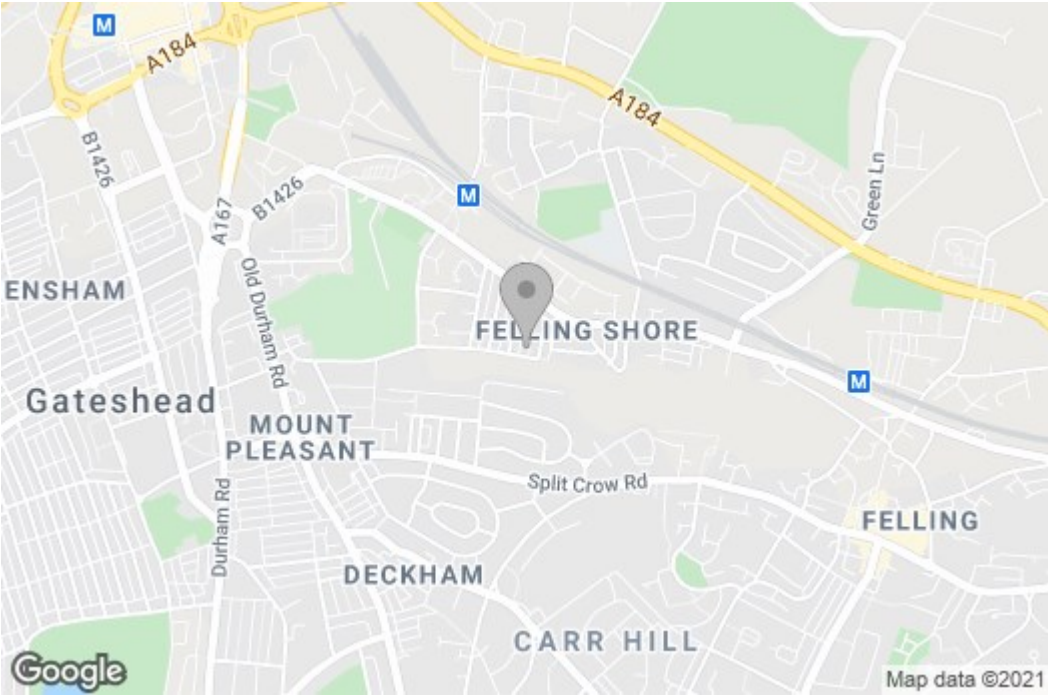 M
A184
A184
B1426
M
Green Ln
B1426
A167
ENSHAM
Old Durham Rd
FELLING SHORE
M
Gateshead
MOUNT
PLEASANT
Split Crow Rd
Durham Rd
FELLING
DECKHAM
CARR HILL
Google
Map data ©2021